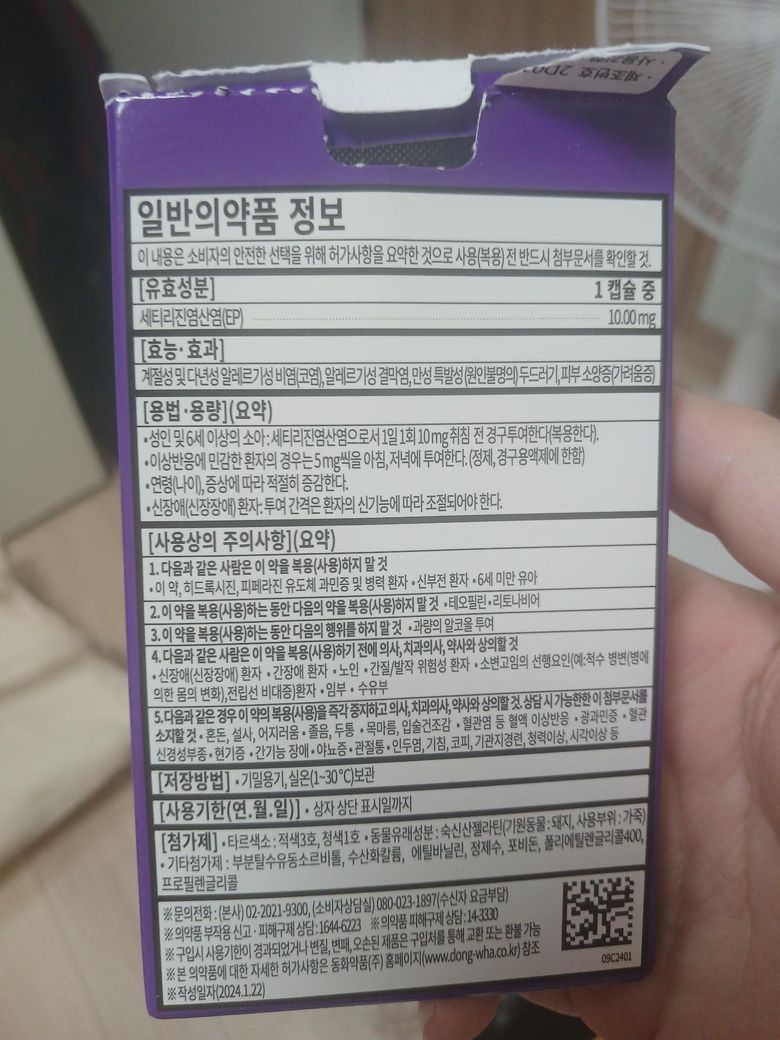 · 제조번호 2D0
· 사용기한
일반의약품 정보
이 내용은 소비자의 안전한 선택을 위해 허가사항을 요약한 것으로 사용(복용) 전 반드시 첨부문서를 확인할 것.
[유효성분] 1 캡슐 중
세티리진염산염(EP) 10.00 mg
[효능·효과]
계절성 및 다년성 알레르기성 비염(코염), 알레르기성 결막염, 만성 특발성(원인불명의) 두드러기, 피부 소양증(가려움증)
[용법·용량](요약)
•성인 및 6세 이상의 소아 : 세티리진염산염으로서 1일 1회 10 mg 취침 전 경구투여한다(복용한다).
•이상반응에 민감한 환자의 경우는 5 mg씩을 아침, 저녁에 투여한다. (정제, 경구용액제에 한함)
•연령(나이), 증상에 따라 적절히 증감한다.
•신장애(신장장애) 환자: 투여 간격은 환자의 신기능에 따라 조절되어야 한다.
[사용상의 주의사항](요약)
1. 다음과 같은 사람은 이 약을 복용(사용)하지 말 것
•이 약, 히드록시진, 피페라진 유도체 과민증 및 병력 환자 •신부전 환자 •6세 미만 유아
2. 이 약을 복용(사용)하는 동안 다음의 약을 복용(사용)하지 말 것 •테오필린•리토나비어
3. 이 약을 복용(사용)하는 동안 다음의 행위를 하지 말 것 •과량의 알코올 투여
4. 다음과 같은 사람은 이 약을 복용(사용)하기 전에 의사, 치과의사, 약사와 상의할 것
•신장애(신장장애) 환자 •간장애 환자 •노인 •간질/발작 위험성 환자 •소변고임의 선행요인(예:척수 병변(병에
의한 몸의 변화),전립선 비대증)환자 •임부 •수유부
5. 다음과 같은 경우 이 약의 복용(사용)을 즉각 중지하고 의사, 치과의사, 약사와 상의할 것. 상담 시 가능한한 이 첨부문서를
소지할 것 •혼돈, 설사, 어지러움 •졸음, 두통 •목마름, 입술건조감 •혈관염 등 혈액 이상반응 •광과민증 •혈관
신경성부종 •현기증 •간기능 장애 •야뇨증 •관절통 •인두염, 기침, 코피, 기관지경련, 청력이상, 시각이상 등
[저장방법] •기밀용기, 실온(1~30℃)보관
[사용기한(연.월.일)] •상자 상단 표시일까지
[첨가제] •타르색소 : 적색3호, 청색1호 •동물유래성분 : 숙신산젤라틴(기원동물 : 돼지, 사용부위 : 가죽)
•기타첨가제 : 부분탈수유동소르비톨, 수산화칼륨, 에틸바닐린, 정제수, 포비돈, 폴리에틸렌글리콜400,
프로필렌글리콜
※문의전화 : (본사) 02-2021-9300, (소비자상담실) 080-023-1897(수신자 요금부담)
※의약품 부작용 신고·피해구제 상담 : 1644-6223 ※의약품 피해구제 상담 : 14-3330
※구입시 사용기한이 경과되었거나 변질, 변패, 오손된 제품은 구입처를 통해 교환 또는 환불 가능
※본 의약품에 대한 자세한 허가사항은 동화약품(주) 홈페이지(www.dong-wha.co.kr) 참조
※작성일자(2024.1.22)
09C2401